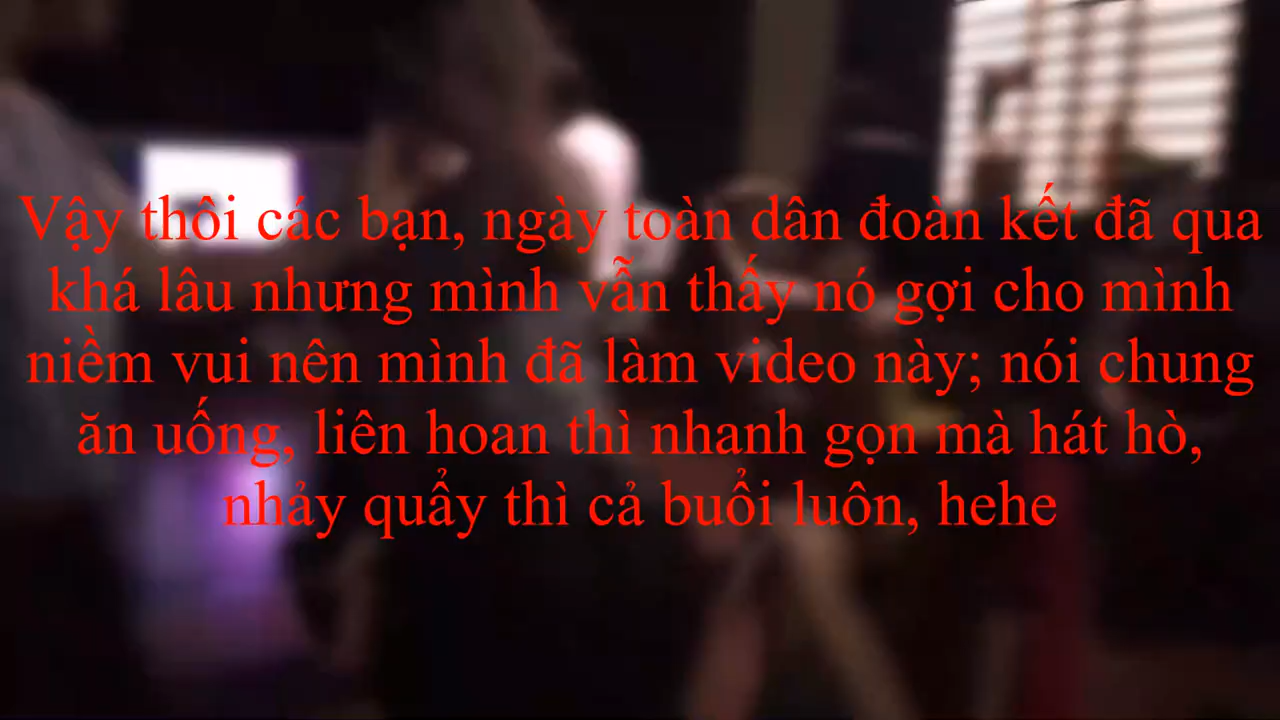 Vậy thôi các bạn, ngày toàn dân đoàn kết đã qua
khá lâu nhưng mình vẫn thấy nó gợi cho mình
niềm vui nên mình đã làm video này; nói chung
ăn uống, liên hoan thì nhanh gọn mà hát hò,
nhảy quẩy thì cả buổi luôn, hehe